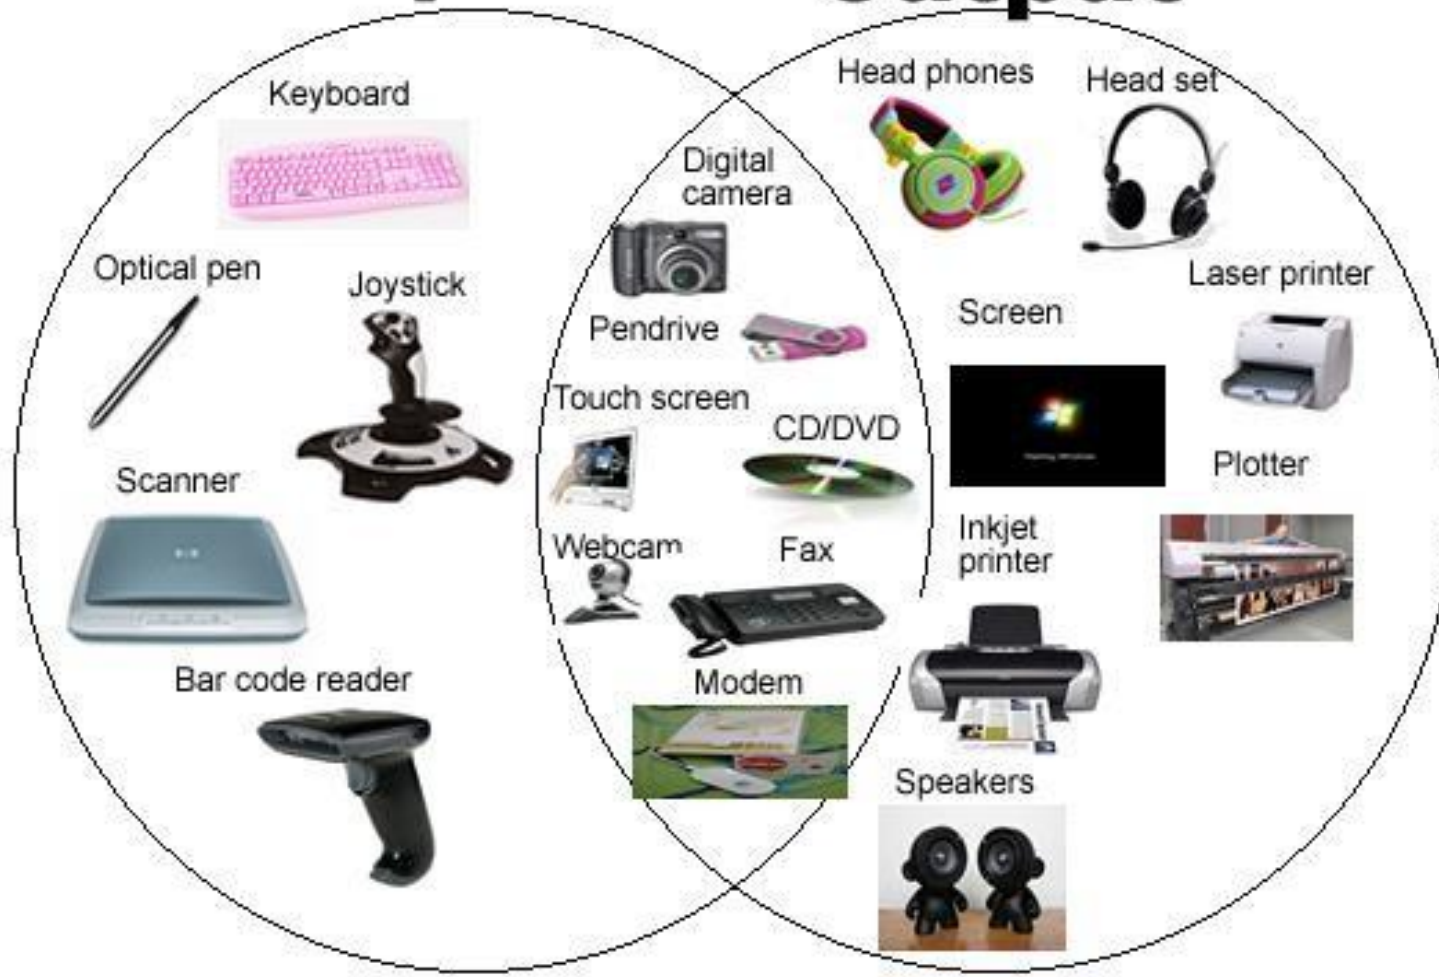 Output
Keyboard
Head phones
Head set
Digital
camera
Optical pen
Joystick
Laser printer
Pendrive
Screen
Touch screen
CD/DVD
Scanner
Plotter
Webcam
Fax
Inkjet
printer
Bar code reader
Modem
Speakers